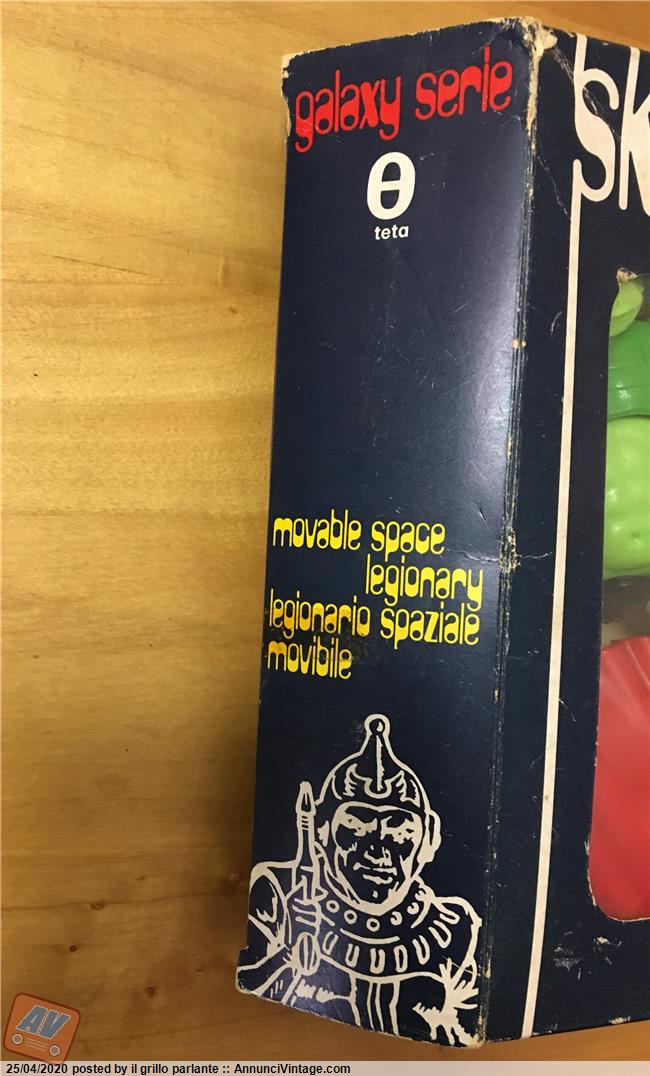 galaxy serie
θ
teta
sk
movable space
legionary
legionario spaziale
movibile
AV
25/04/2020 posted by il grillo parlante :: AnnunciVintage.com